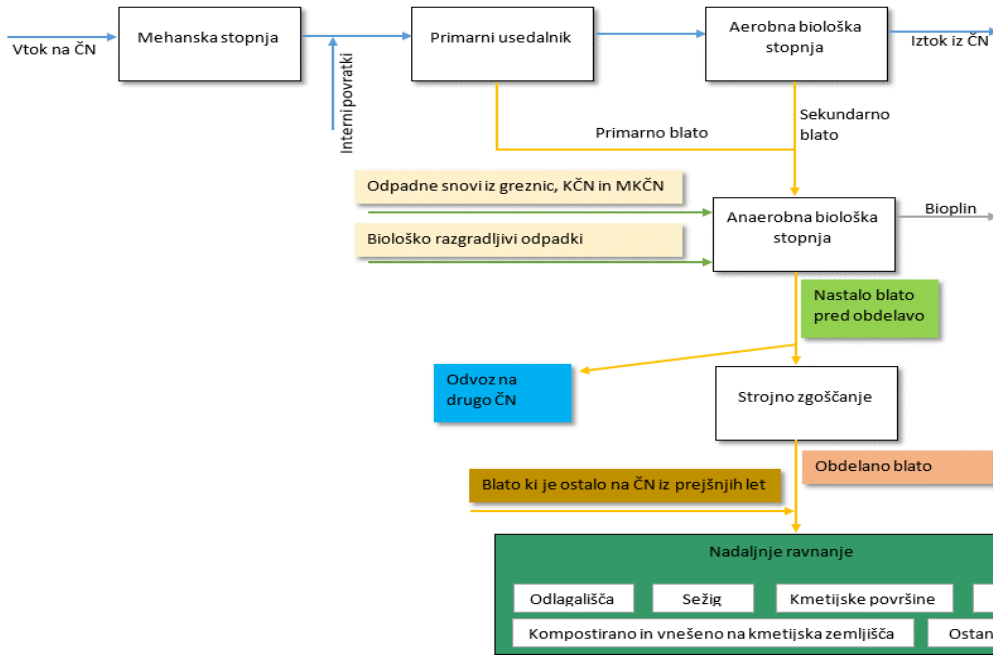 Vtok na ČN
Mehanska stopnja
Interni povratki
Primarni usedalnik
Aerobna biološka
stopnja
Iztok iz ČN
Primarno blato
Sekundarno
blato
Odpadne snovi iz greznic, KČN in MKČN
Biološko razgradljivi odpadki
Anaerobna biološka
stopnja
Bioplin
Nastalo blato
pred obdelavo
Odvoz na
drugo ČN
Strojno zgoščanje
Obdelano blato
Blato ki je ostalo na ČN iz prejšnjih let
Nadaljnje ravnanje
Odlagališča
Sežig
Kmetijske površine
Kompostirano in vnešeno na kmetijska zemljišča